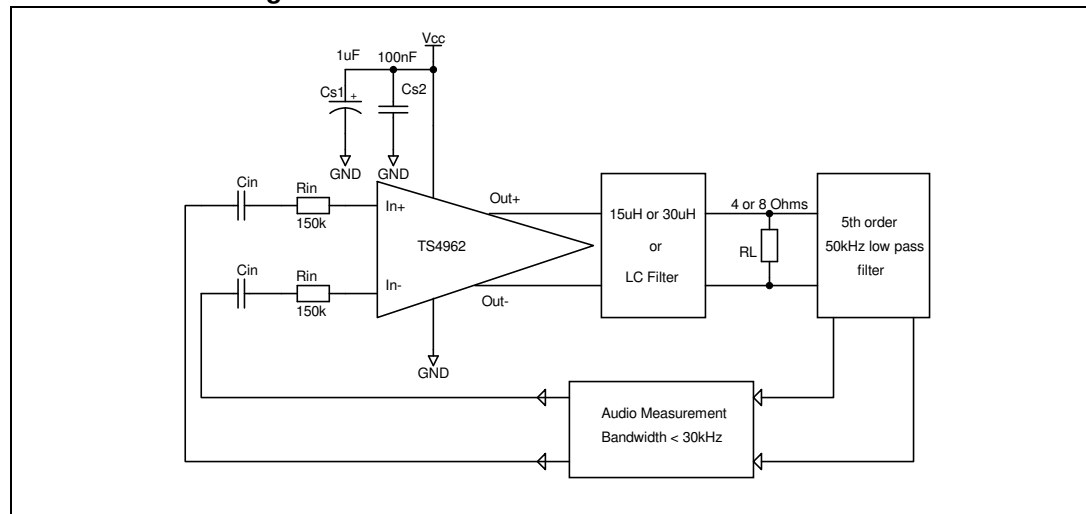 g
Vcc
1uF 100nF
Cs1 + Cs2
GND GND
Cin Rin
150k
In+
Out+
TS4962
Cin Rin
150k
In-
Out-
GND
15uH or 30uH
or
LC Filter
4 or 8 Ohms
RL
5th order
50kHz low pass
filter
Audio Measurement
Bandwidth < 30kHz